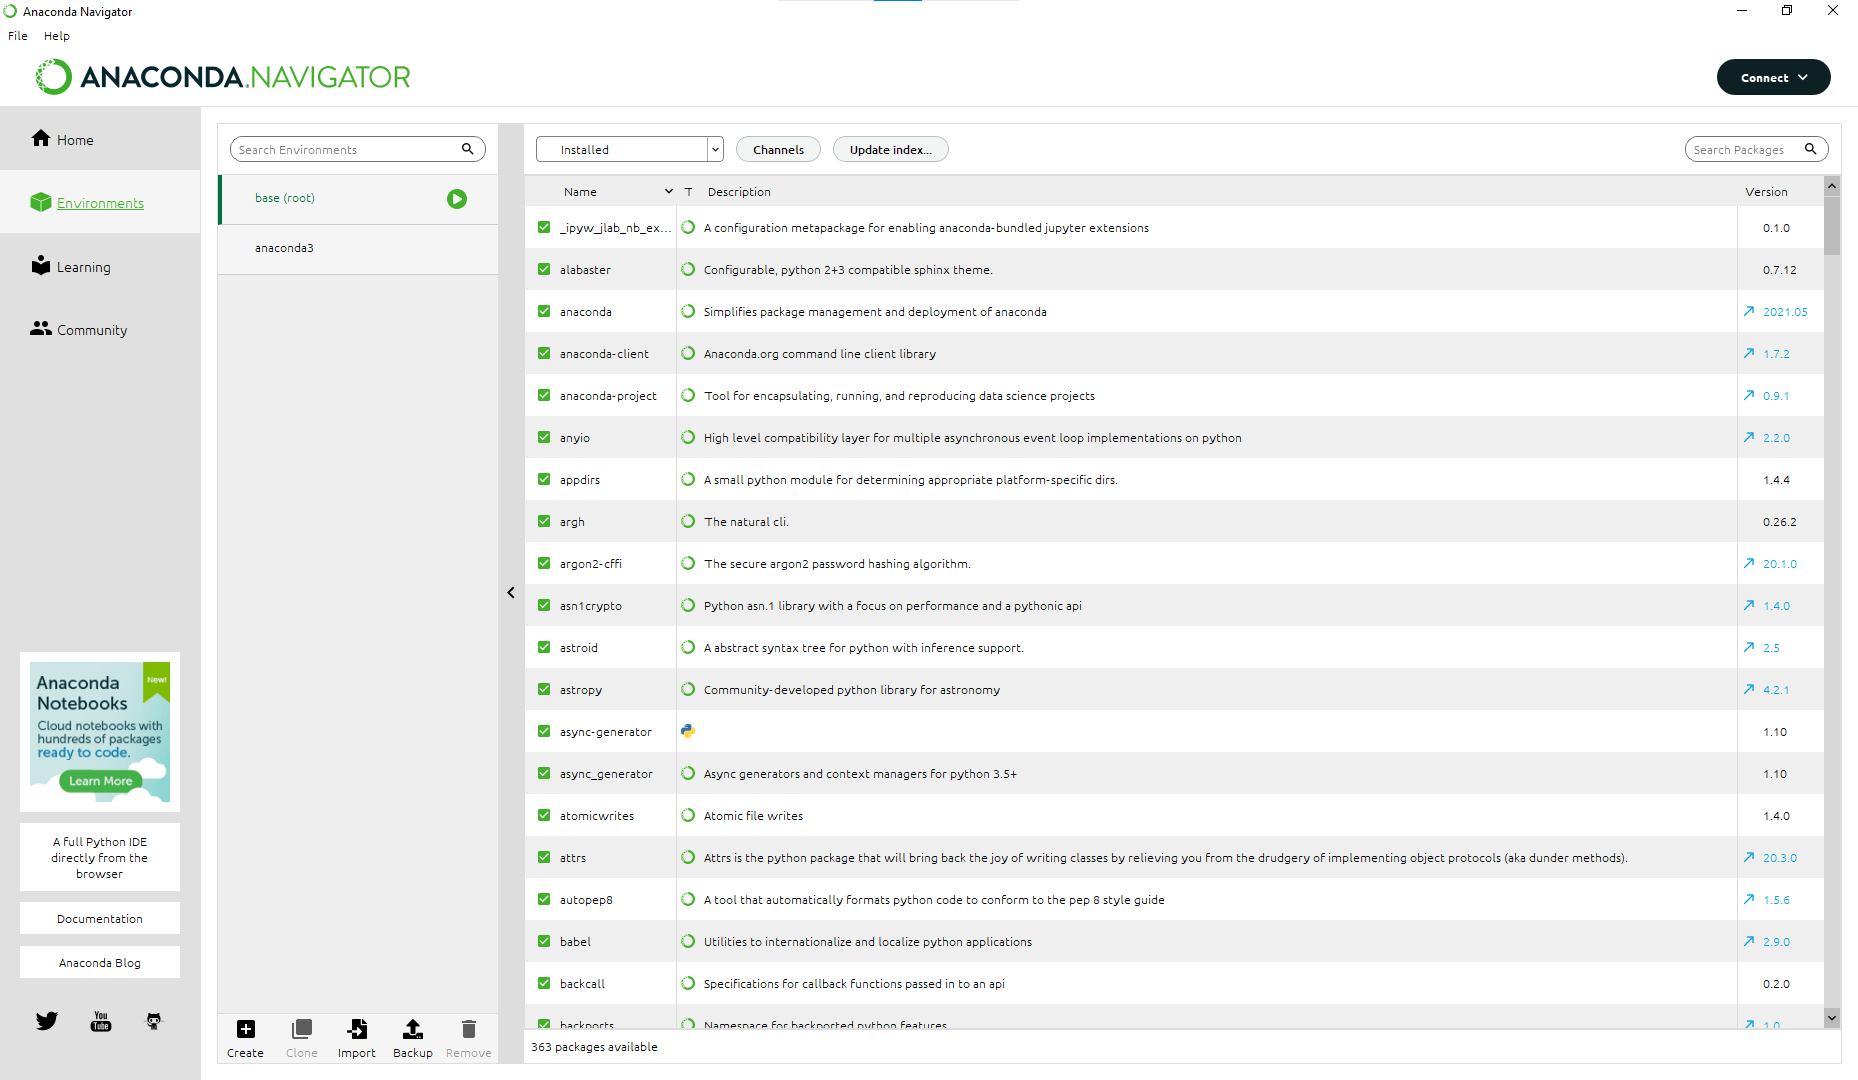 Anaconda Navigator
File Help
ANACONDA.NAVIGATOR
Connect
Home
Environments
Learning
Community
Anaconda
Notebooks
New!
Cloud notebooks with
hundreds of packages
ready to code.
Learn More
A full Python IDE
directly from the
browser
Documentation
Anaconda Blog
You
Tube
Search Environments
base (root)
anaconda3
Create Clone Import Backup Remove
Installed Channels Update index... Search Packages
Name T Description Version
_ipyw_jlab_nb_ex... A configuration metapackage for enabling anaconda-bundled jupyter extensions 0.1.0
alabaster Configurable, python 2+3 compatible sphinx theme. 0.7.12
anaconda Simplifies package management and deployment of anaconda 2021.05
anaconda-client Anaconda.org command line client library 1.7.2
anaconda-project Tool for encapsulating, running, and reproducing data science projects 0.9.1
anyio High level compatibility layer for multiple asynchronous event loop implementations on python 2.2.0
appdirs A small python module for determining appropriate platform-specific dirs. 1.4.4
argh The natural cli. 0.26.2
argon2-cffi The secure argon2 password hashing algorithm. 20.1.0
asn1crypto Python asn.1 library with a focus on performance and a pythonic api 1.4.0
astroid A abstract syntax tree for python with inference support. 2.5
astropy Community-developed python library for astronomy 4.2.1
async-generator 1.10
async_generator Async generators and context managers for python 3.5+ 1.10
atomicwrites Atomic file writes 1.4.0
attrs Attrs is the python package that will bring back the joy of writing classes by relieving you from the drudgery of implementing object protocols (aka dunder methods). 20.3.0
autopep8 A tool that automatically formats python code to conform to the pep 8 style guide 1.5.6
babel Utilities to internationalize and localize python applications 2.9.0
backcall Specifications for callback functions passed in to an api 0.2.0
backports Namespace for backported python features 1.0
363 packages available